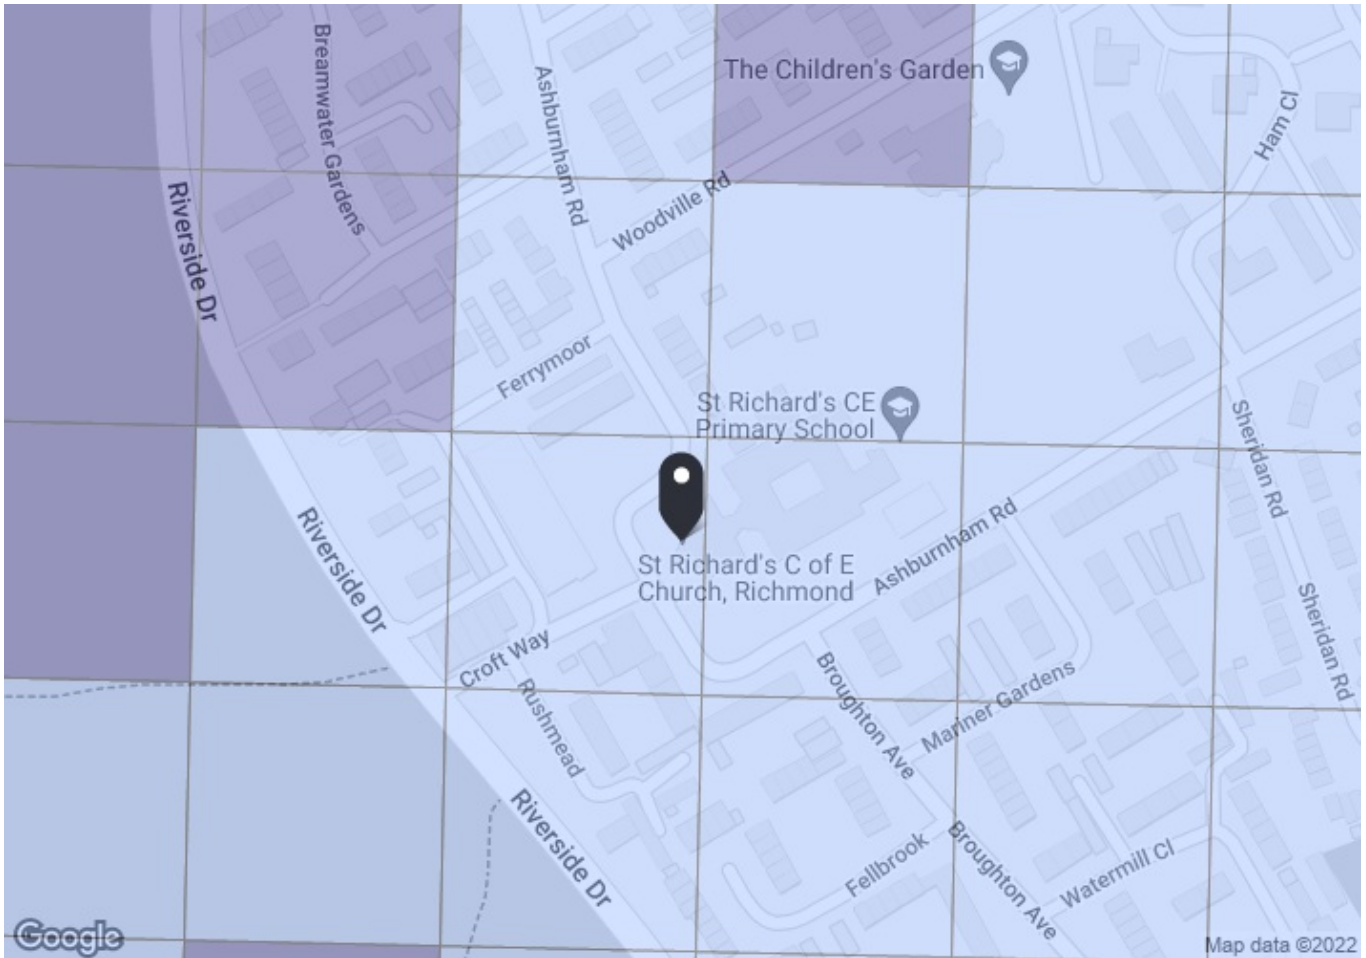 Breamwater Gardens
Ashburnham Rd
The Children's Garden
Ham Cl
Riverside Dr
Woodville Rd
Ferrymoor
St Richard's CE
Primary School
Sheridan Rd
Riverside Dr
Ashburnham Rd
St Richard's C of E
Church, Richmond
Sheridan Rd
Croft Way
Rushmead
Broughton Ave
Mariner Gardens
Riverside Dr
Fellbrook
Broughton Ave
Watermill Cl
Google
Map data ©2022